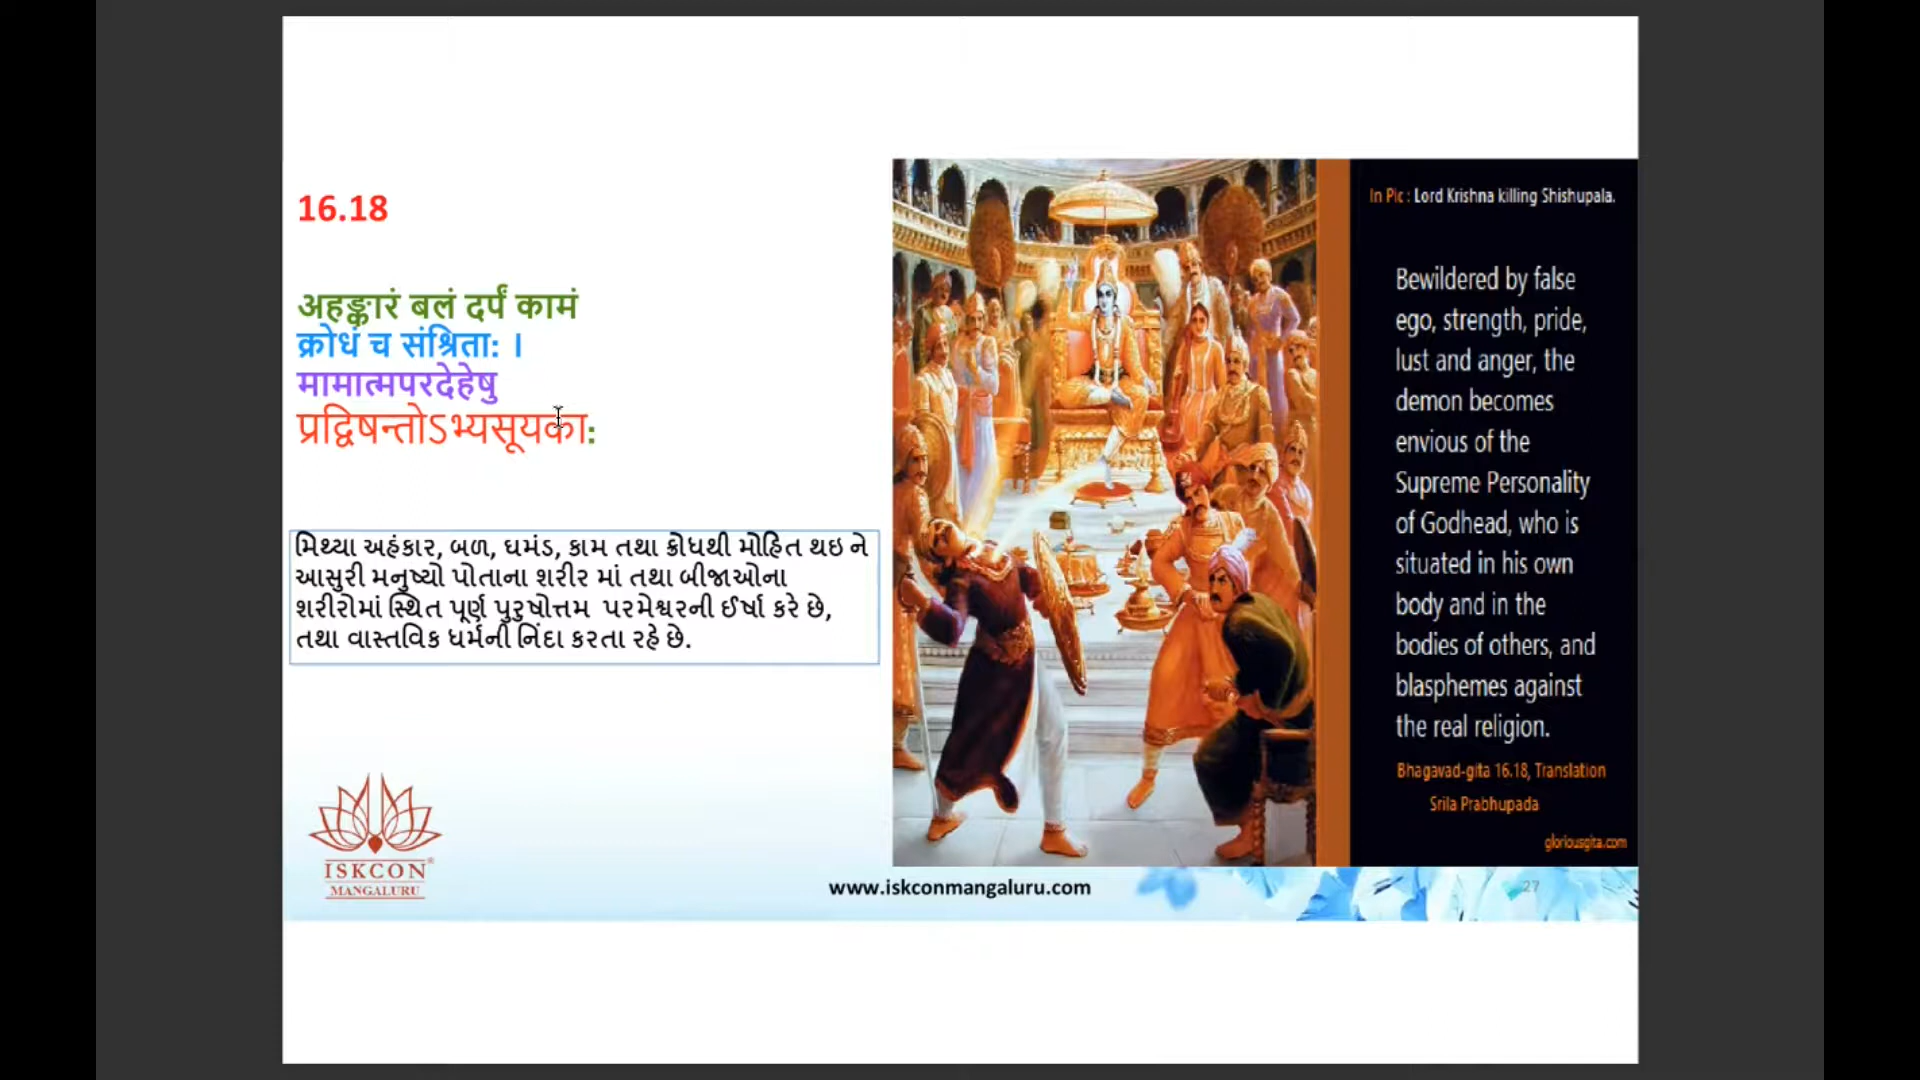 16.18
अहङ्कारं बलं दर्पं कामं
क्रोधं च संश्रिता: ।
मामात्मपरदेहेषु
प्रद्विषन्तोऽभ्यसूयका:
મિથ્યા અહંકાર, બળ, ઘમંડ, કામ તથા ક્રોધથી મોહિત થઇ ને
આસુરી મનુષ્યો પોતાના શરીર માં તથા બીજાઓના
શરીરોમાં સ્થિત પૂર્ણ પુરુષોત્તમ પરમેશ્વરની ઈર્ષા કરે છે,
તથા વાસ્તવિક ધર્મની નિંદા કરતા રહે છે.
ISKCON®
MANGALURU
www.iskconmangaluru.com
In Pic : Lord Krishna killing Shishupala.
Bewildered by false
ego, strength, pride,
lust and anger, the
demon becomes
envious of the
Supreme Personality
of Godhead, who is
situated in his own
body and in the
bodies of others, and
blasphemes against
the real religion.
Bhagavad-gita 16.18, Translation
Srila Prabhupada
gloriousgita.com
27